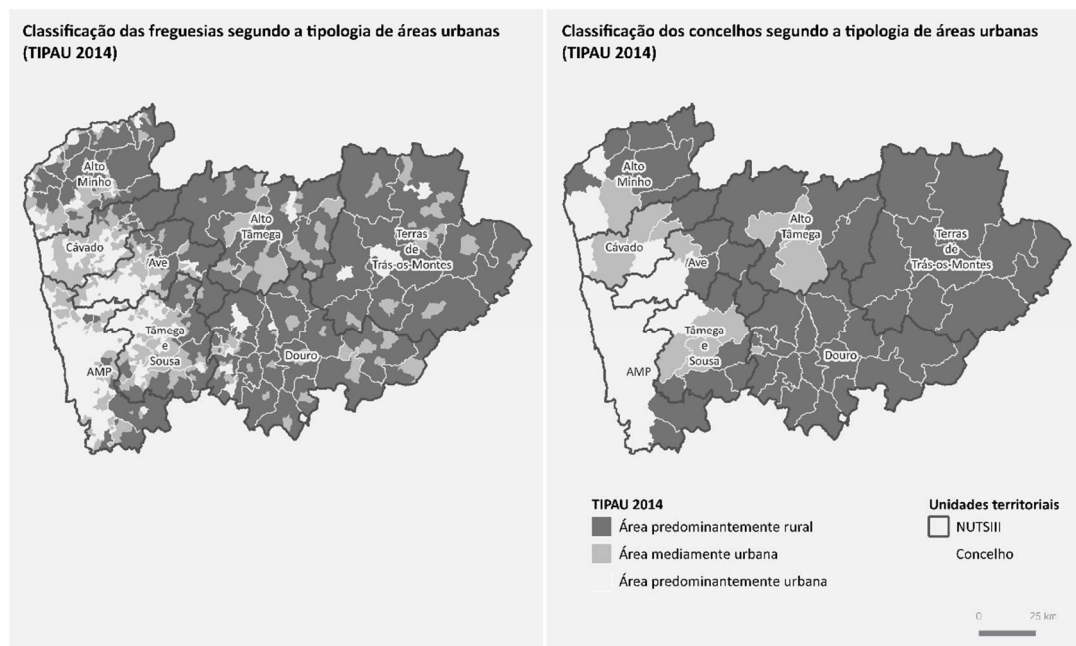 Classificação das freguesias segundo a tipologia de áreas urbanas
(TIPAU 2014)
Alto
Minho
Cávado
Ave
Alto
Tâmega
Terras
de
Trás-os-Montes
Tâmega
e
Sousa
AMP
Douro
Classificação dos concelhos segundo a tipologia de áreas urbanas
(TIPAU 2014)
Alto
Minho
Cávado
Ave
Alto
Tâmega
Terras
de
Trás-os-Montes
Tâmega
e
Sousa
AMP
Douro
TIPAU 2014
Área predominantemente rural
Área mediamente urbana
Área predominantemente urbana
Unidades territoriais
NUTSIII
Concelho
0 25 km